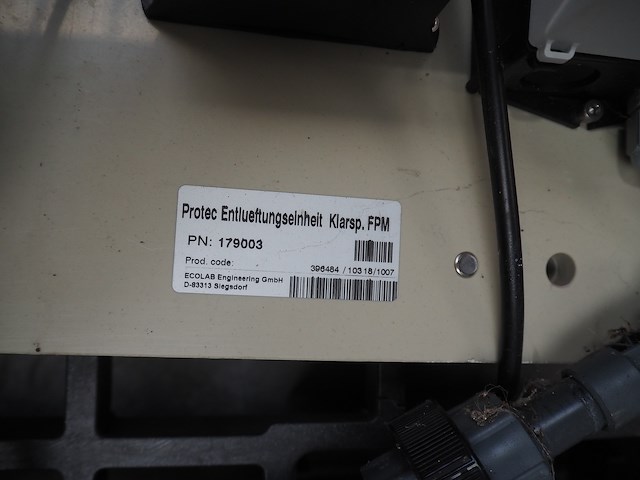 Protec Entlueftungseinheit Klarsp. FPM
PN: 179003
Prod. code:
396484 / 10318/1007
ECOLAB Engineering GmbH
D-83313 Siegsdorf